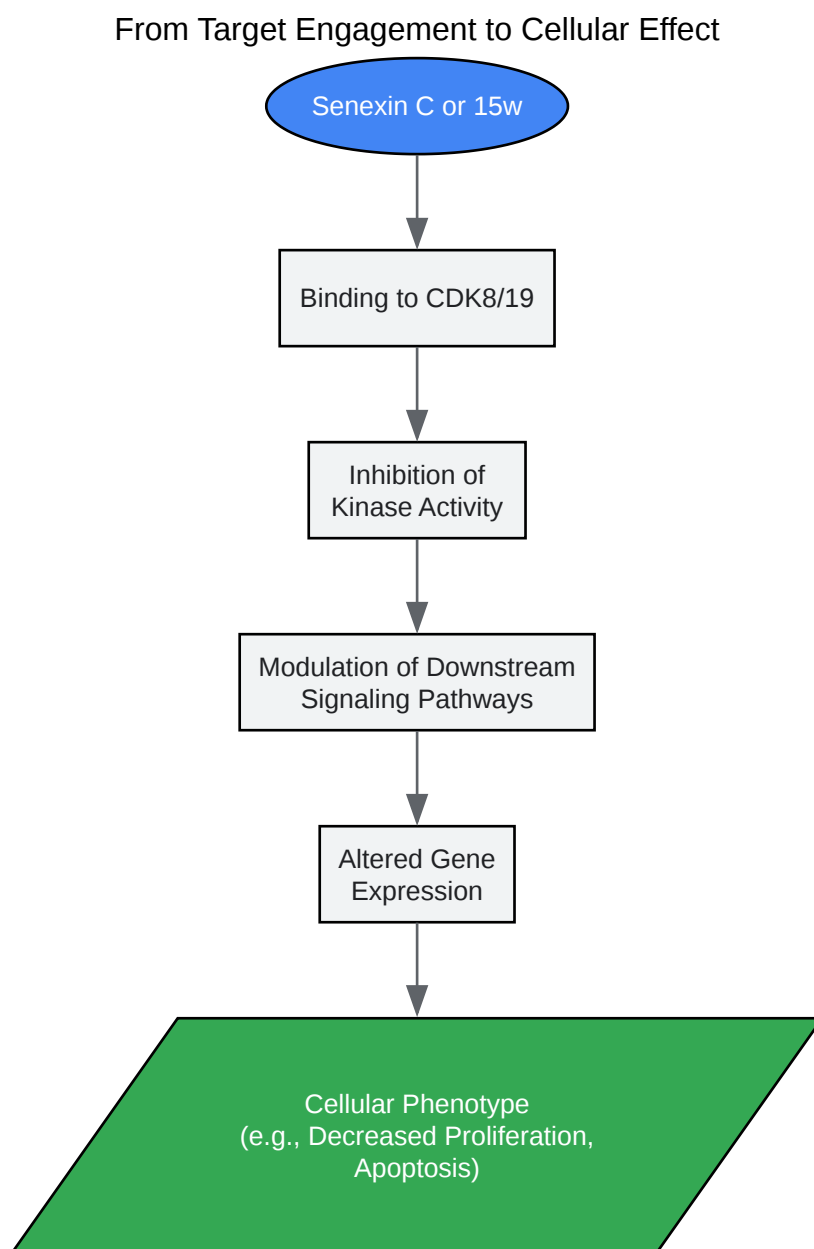 From Target Engagement to Cellular Effect
Senexin C or 15w
Binding to CDK8/19
Inhibition of
Kinase Activity
Modulation of Downstream
Signaling Pathways
Altered Gene
Expression
Cellular Phenotype
(e.g., Decreased Proliferation,
Apoptosis)